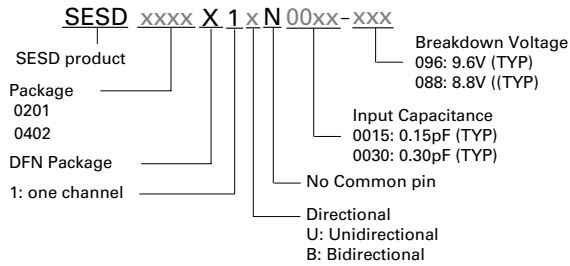 SESD xxxx X 1 x N 00xx-xxx
SESD product
Package
0201
0402
DFN Package
1: one channel
Breakdown Voltage
096: 9.6V (TYP)
088: 8.8V ((TYP)
Input Capacitance
0015: 0.15pF (TYP)
0030: 0.30pF (TYP)
No Common pin
Directional
U: Unidirectional
B: Bidirectional